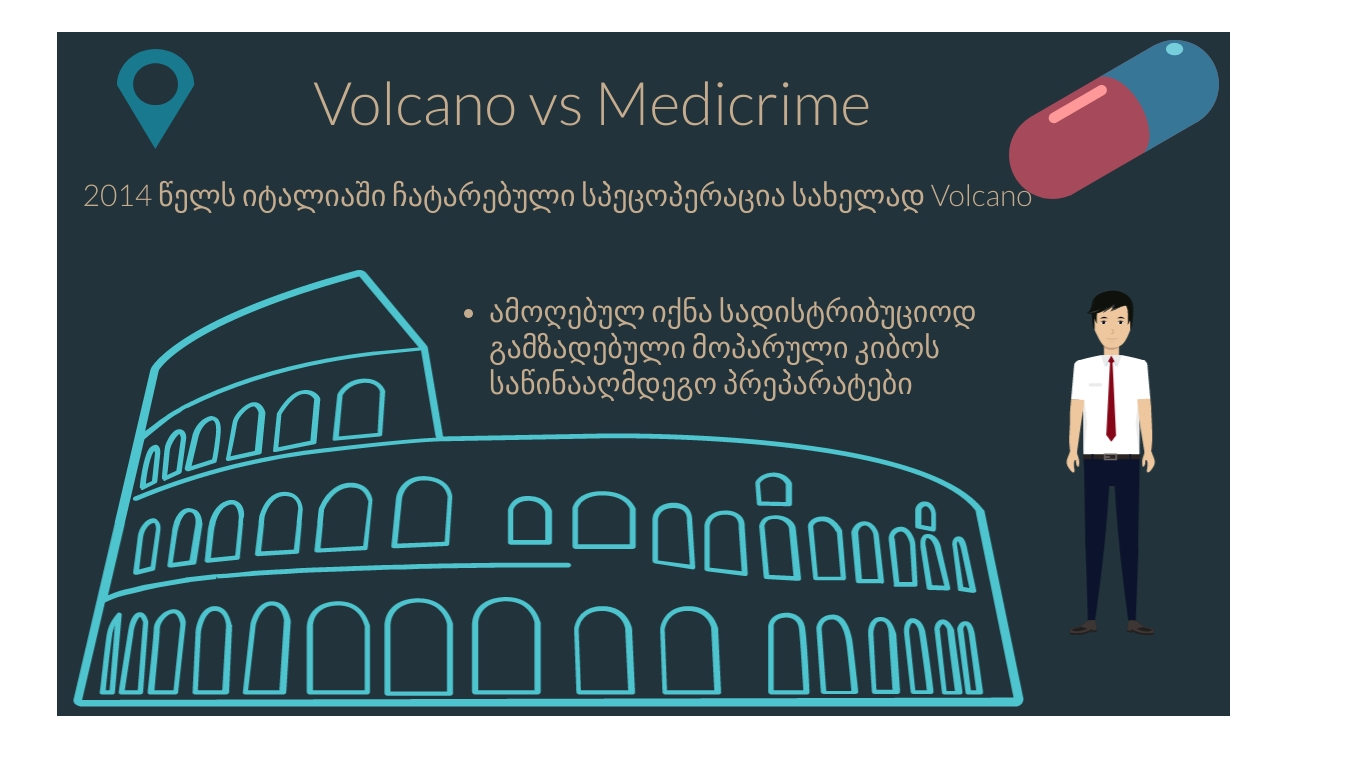 Volcano vs Medicrime
2014 წელს იტალიაში ჩატარებული სპეცოპერაცია სახელად Volcano
• ამოღებულ იქნა სადისტრიბუციოდ
გამზადებული მოპარული კიბოს
საწინააღმდეგო პრეპარატები